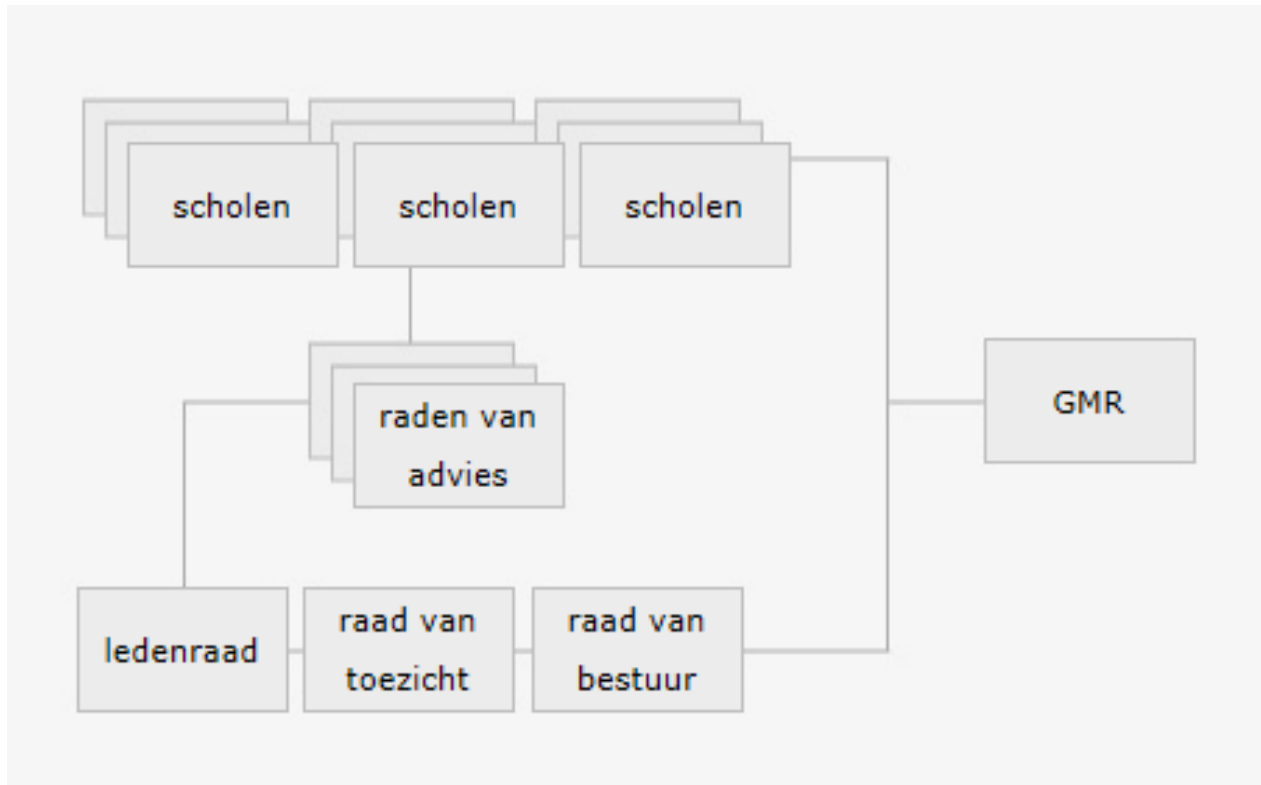 scholen
scholen
scholen
raden van
advies
GMR
ledenraad
raad van
toezicht
raad van
bestuur